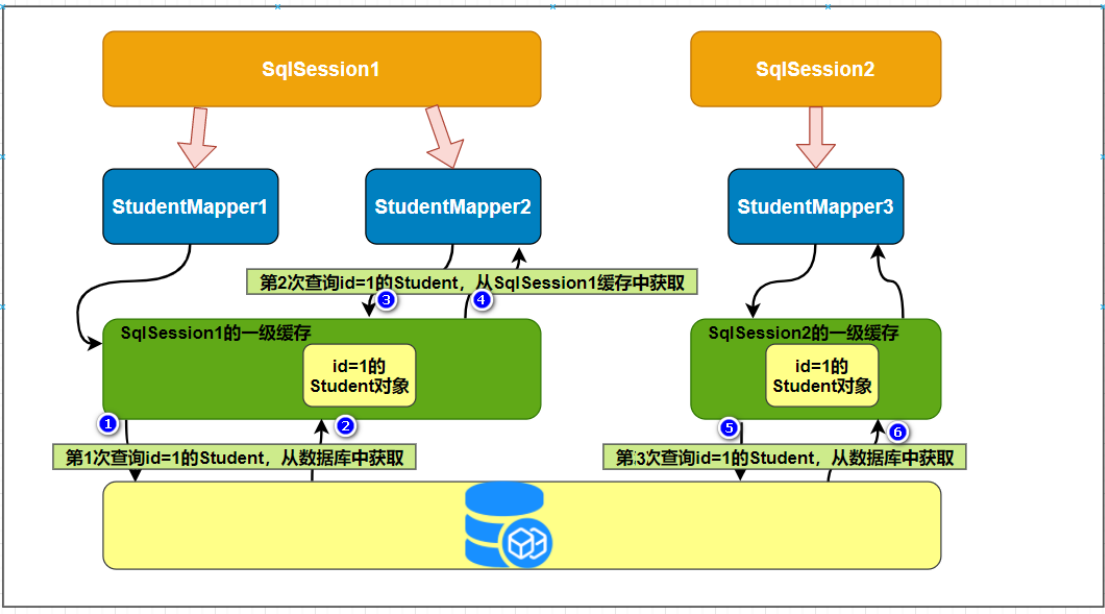 SqlSession1
SqlSession2
StudentMapper1
StudentMapper2
StudentMapper3
第2次查询id=1的Student，从SqlSession1缓存中获取
3
4
SqlSession1的一级缓存
id=1的
Student对象
SqlSession2的一级缓存
id=1的
Student对象
1
2
5
6
第1次查询id=1的Student，从数据库中获取
第3次查询id=1的Student，从数据库中获取